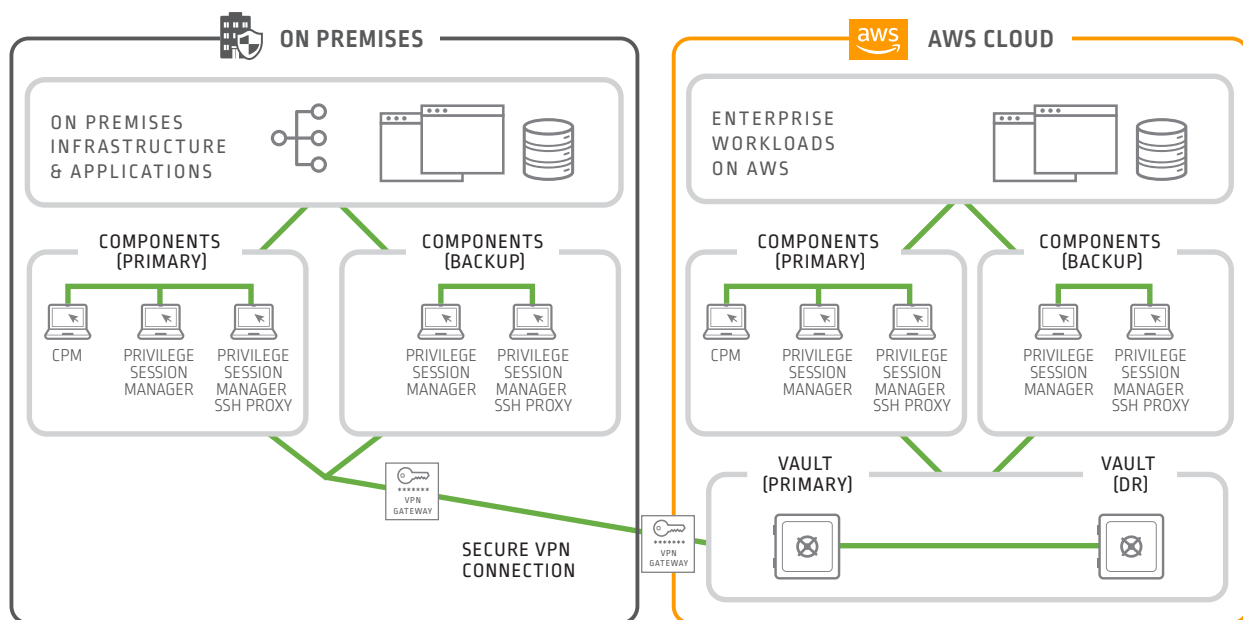 ON PREMISES
ON PREMISES
INFRASTRUCTURE
& APPLICATIONS
COMPONENTS
(PRIMARY)
CPM
PRIVILEGE
SESSION
MANAGER
PRIVILEGE
SESSION
MANAGER
SSH PROXY
COMPONENTS
(BACKUP)
PRIVILEGE
SESSION
MANAGER
PRIVILEGE
SESSION
MANAGER
SSH PROXY
*******
VPN
GATEWAY
SECURE VPN
CONNECTION
*******
VPN
GATEWAY
aws
AWS CLOUD
ENTERPRISE
WORKLOADS
ON AWS
COMPONENTS
(PRIMARY)
CPM
PRIVILEGE
SESSION
MANAGER
PRIVILEGE
SESSION
MANAGER
SSH PROXY
COMPONENTS
(BACKUP)
PRIVILEGE
SESSION
MANAGER
PRIVILEGE
SESSION
MANAGER
SSH PROXY
VAULT
(PRIMARY)
VAULT
(DR)